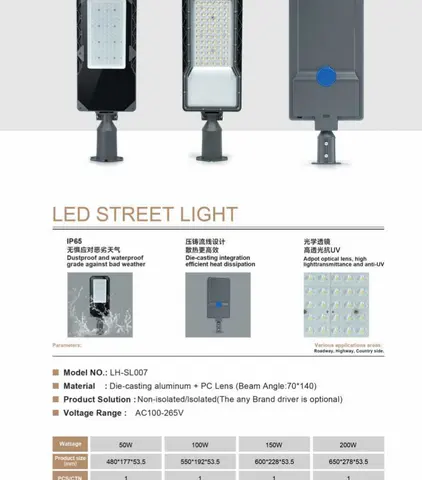 LED STREET LIGHT
IP65
无惧应对恶劣天气
Dustproof and waterproof
grade against bad weather
压铸流线设计
散热更高效
Die-casting integration
efficient heat dissipation
光学透镜
高透光抗UV
Adpot optical lens, high
lighttransmittance and anti-UV
Parameters:
Various applications areas:
Roadway, Highway, Country side,
Model NO.: LH-SL007
Material : Die-casting aluminum + PC Lens (Beam Angle:70*140)
Product Solution : Non-isolated/Isolated(The any Brand driver is optional)
Voltage Range : AC100-265V
Wattage 50W 100W 150W 200W
Product size 480*177*53.5 550*192*53.5 600*228*53.5 650*278*53.5
(mm)
PCS/CTN 1 1 1 1